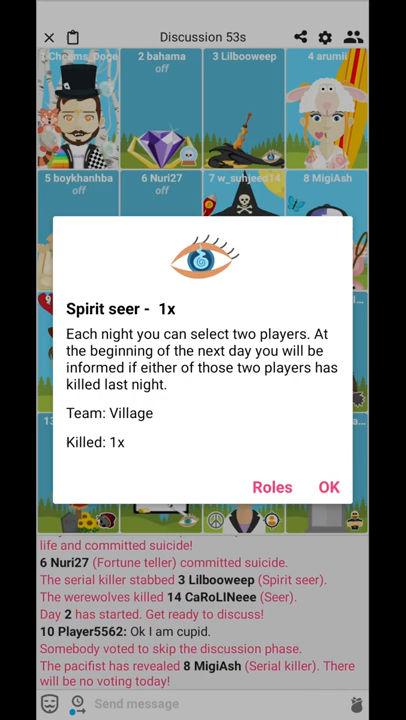 Discussion 53s
1 Cheems_Doge
2 bahama
off
3 Lilbooweep
4 arumli
5 boykhanhba
off
6 Nuri27
off
7 w_suhjeed14
8 MigiAsh
Spirit seer - 1x
Each night you can select two players. At
the beginning of the next day you will be
informed if either of those two players has
killed last night.
Team: Village
Killed: 1x
Roles OK
life and committed suicide!
6 Nuri27 (Fortune teller) committed suicide.
The serial killer stabbed 3 Lilbooweep (Spirit seer).
The werewolves killed 14 CaRoLINeee (Seer).
Day 2 has started. Get ready to discuss!
10 Player5562: Ok I am cupid.
Somebody voted to skip the discussion phase.
The pacifist has revealed 8 MigiAsh (Serial killer). There
will be no voting today!
Send message